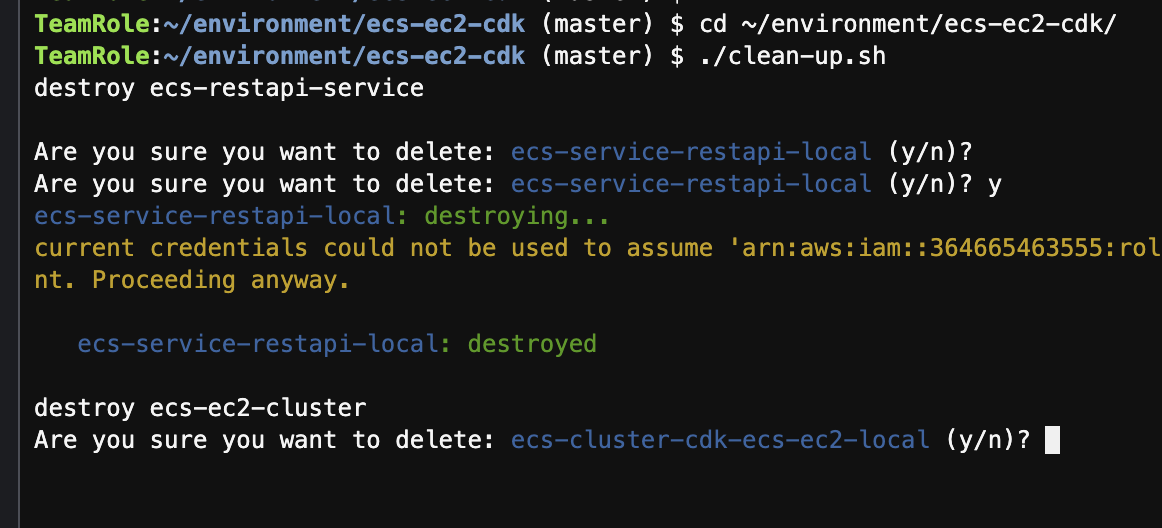 TeamRole:~/environment/ecs-ec2-cdk (master) $ cd ~/environment/ecs-ec2-cdk/
TeamRole:~/environment/ecs-ec2-cdk (master) $ ./clean-up.sh
destroy ecs-restapi-service
Are you sure you want to delete: ecs-service-restapi-local (y/n)?
Are you sure you want to delete: ecs-service-restapi-local (y/n)? y
ecs-service-restapi-local: destroying...
current credentials could not be used to assume 'arn:aws:iam::364665463555:rol
nt. Proceeding anyway.
ecs-service-restapi-local: destroyed
destroy ecs-ec2-cluster
Are you sure you want to delete: ecs-cluster-cdk-ecs-ec2-local (y/n)?